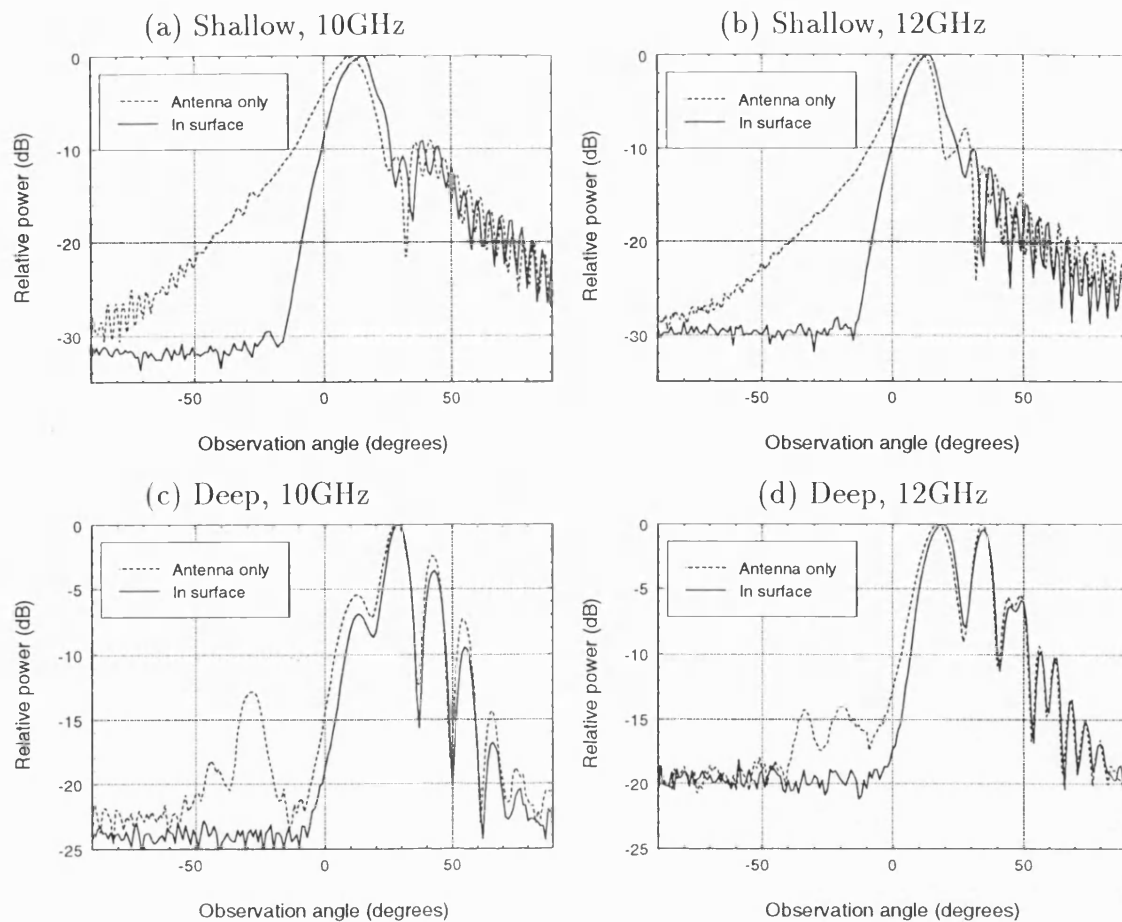 (a) Shallow, 10GHz
0
-10
-20
-30
Relative power (dB)
Antenna only
In surface
-50
0
50
Observation angle (degrees)
(b) Shallow, 12GHz
0
-10
-20
-30
Relative power (dB)
Antenna only
In surface
-50
0
50
Observation angle (degrees)
(c) Deep, 10GHz
0
-5
-10
-15
-20
-25
Relative power (dB)
Antenna only
In surface
-50
0
50
Observation angle (degrees)
(d) Deep, 12GHz
0
-5
-10
-15
-20
-25
Relative power (dB)
Antenna only
In surface
-50
0
50
Observation angle (degrees)